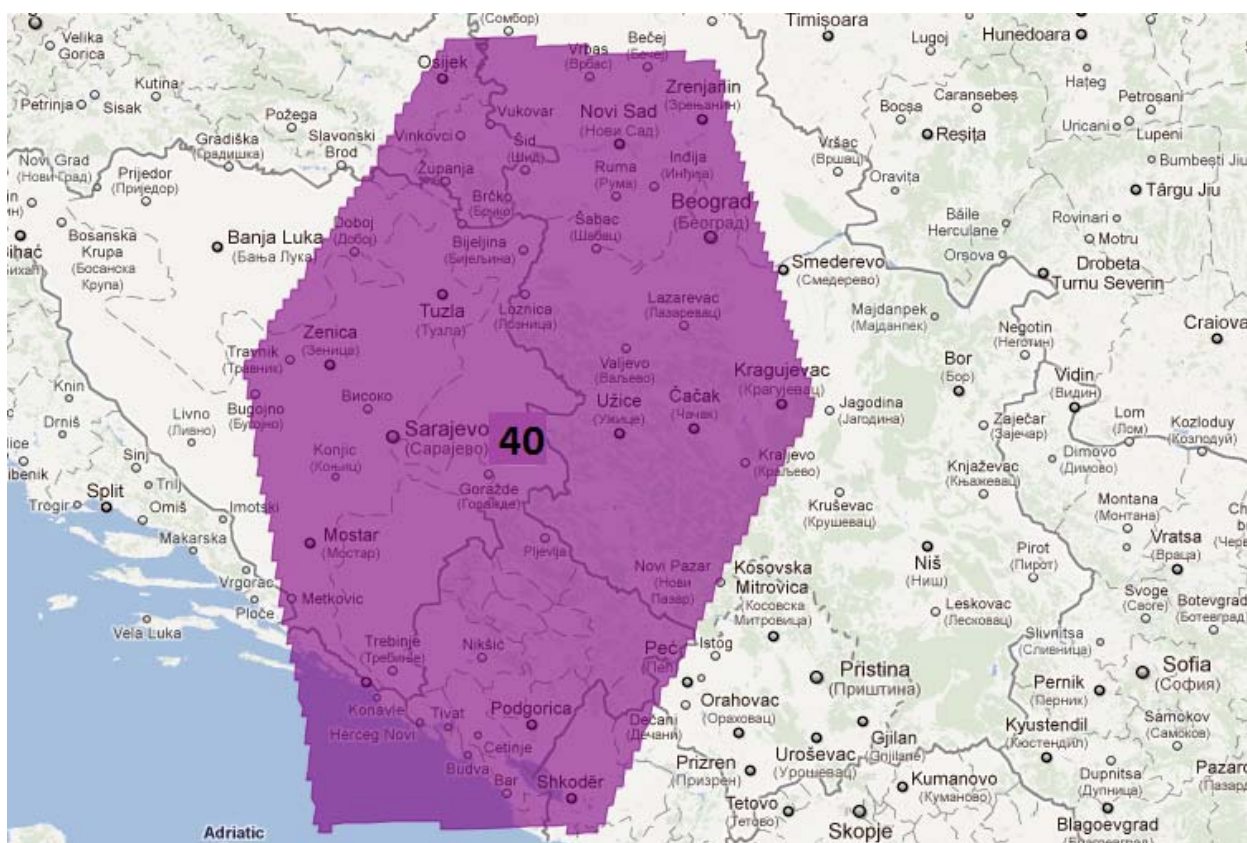 (Сомбор)
Timișoara
Velika
Gorica
Bečej
(Бечеј)
Vrbas
(Врбас)
Lugoj
Hunedoara
Osijek
Kutina
Petrinja
Sisak
Zrenjanin
(Зрењанин)
Hațeg
Caransebeș
Bocșa
Petroșani
Požega
Vukovar
Novi Sad
(Нови Сад)
Uricani
Lupeni
Gradiška
(Градишка)
Slavonski
Brod
Vinkovci
Šid
(Шид)
Reșița
Vršac
(Вршац)
Novi Grad
(Нови Град)
Prijedor
(Приједор)
Županja
Ruma
(Рума)
Inđija
(Инђија)
Oravița
Bumbești Jiu
Târgu Jiu
Brčko
(Брчко)
Beograd
(Београд)
Bosanska
Krupa
(Босанска
Крупа)
Banja Luka
(Бања Лука)
Doboj
(Добој)
Bijeljina
(Бијељина)
Šabac
(Шабац)
Băile
Herculane
Rovinari
Motru
ihać
Orșova
Smederevo
(Смедерево)
Drobeta
Turnu Severin
Tuzla
(Тузла)
Loznica
(Лозница)
Lazarevac
(Лазаревац)
Majdanpek
(Мајданпек)
Negotin
(Неготин)
Craiova
Zenica
(Зеница)
Travnik
(Травник)
Valjevo
(Ваљево)
Kragujevac
(Крагујевац)
Bor
(Бор)
Vidin
(Видин)
Knin
Drniš
Livno
(Ливно)
Bugojno
(Бугојно)
Високо
Užice
(Ужице)
Čačak
(Чачак)
Jagodina
(Јагодина)
Zaječar
(Зајечар)
Lom
(Лом)
Kozloduy
(Козлодуй)
Sarajevo
(Сарајево)
40
Sinj
Konjic
(Коњиц)
Kraljevo
(Краљево)
Knjaževac
(Књажевац)
Dimovo
(Димово)
ibenik
Trilj
Split
Trogir
Omiš
Imotski
Goražde
(Горажде)
Kruševac
(Крушевац)
Montana
(Монтана)
Makarska
Mostar
(Мостар)
Pljevlja
Niš
(Ниш)
Pirot
(Пирот)
Vratsa
(Враца)
Vrgorac
Ploče
Metkovic
Novi Pazar
(Нови
Пазар)
Kosovska
Mitrovica
(Косовска
Митровица)
Leskovac
(Лесковац)
Svoge
(Своге)
Botevgrad
(Ботевград)
Vela Luka
Trebinje
(Требиње)
Nikšić
Peć
(Пећ)
Istog
Slivnitsa
(Сливница)
Pristina
(Приштина)
Sofia
(София)
Pernik
(Перник)
Konavle
Herceg Novi
Tivat
Podgorica
Orahovac
(Ораховац)
Dečani
(Дечани)
Kyustendil
(Кюстендил)
Samokov
(Самоков)
Cetinje
Budva
Gjilan
(Gnjilane)
Uroševac
(Урошевац)
Prizren
(Призрен)
Bar
Shkodër
Kumanovo
(Куманово)
Dupnitsa
(Дупница)
Pazard
(Пазард
Tetovo
(Тетово)
Skopje
Blagoevgrad
Adriatic